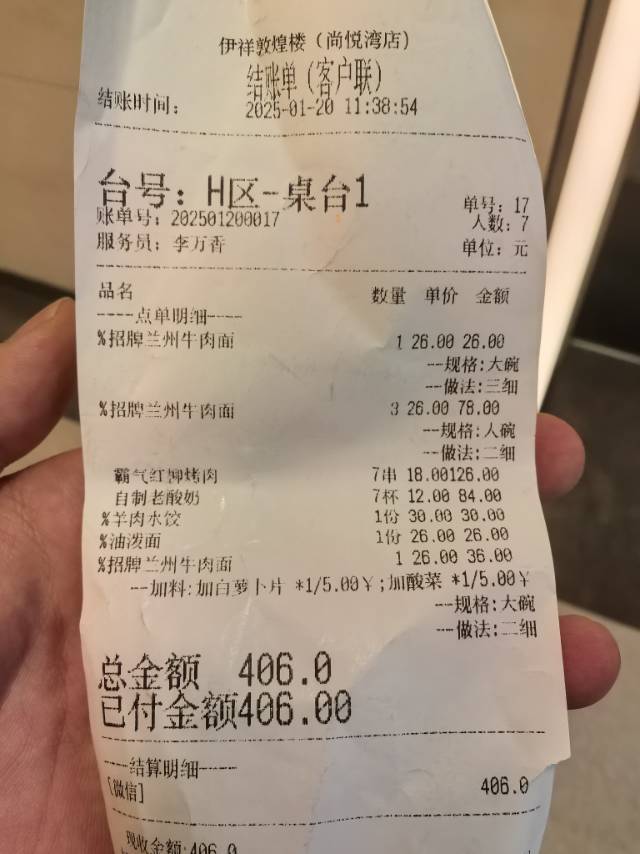 伊祥敦煌楼（尚悦湾店）
结账单（客户联）
结账时间： 2025-01-20 11:38:54
台号：H区-桌台1 单号：17
账单号：202501200017 人数：7
服务员：李万香 单位：元
品名 数量 单价 金额
----点单明细----
%招牌兰州牛肉面 1 26.00 26.00
--规格:大碗
--做法:三细
%招牌兰州牛肉面 3 26.00 78.00
--规格:大碗
--做法:二细
霸气红柳烤肉 7串 18.00126.00
自制老酸奶 7杯 12.00 84.00
%羊肉水饺 1份 30.00 30.00
%油泼面 1份 26.00 26.00
%招牌兰州牛肉面 1 26.00 36.00
--加料:加白萝卜片 *1/5.00¥;加酸菜 *1/5.00¥
--规格:大碗
--做法:二细
总金额 406.0
已付金额406.00
----结算明细-----
[微信] 406.0
现收金额:406.0